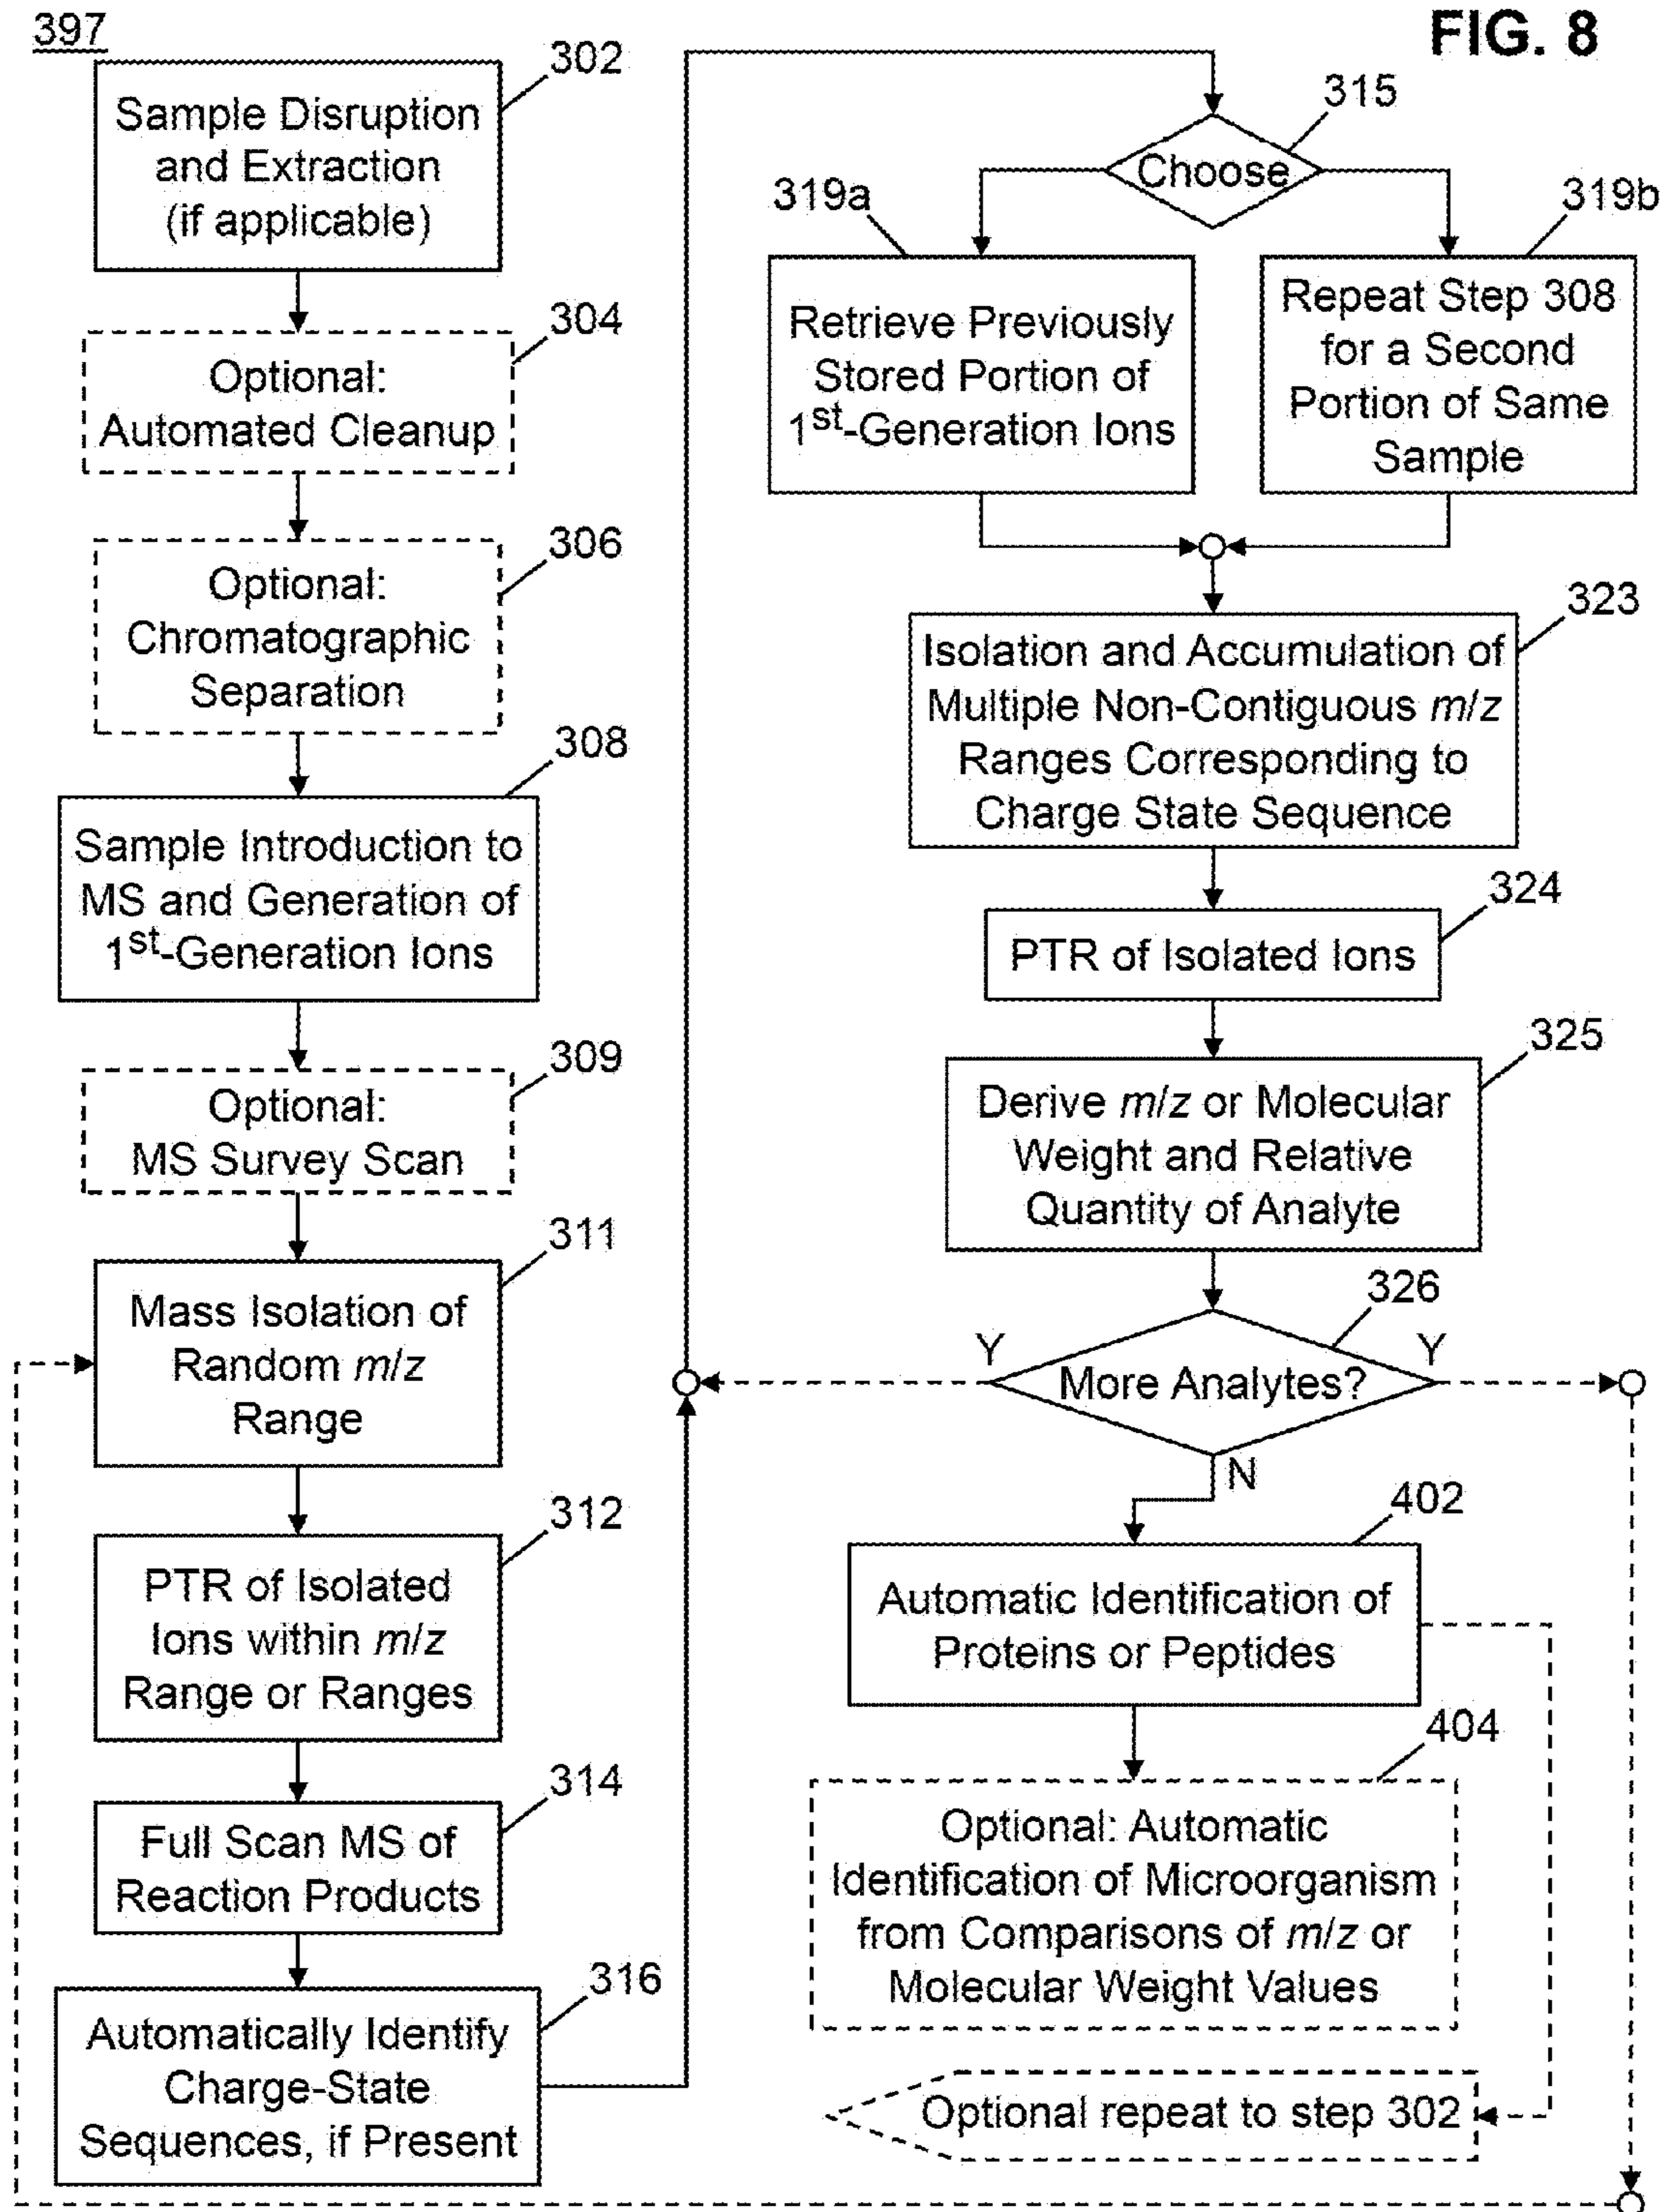 397
FIG. 8
302
Sample Disruption
and Extraction
(if applicable)
304
Optional:
Automated Cleanup
306
Optional:
Chromatographic
Separation
308
Sample Introduction to
MS and Generation of
1st-Generation Ions
309
Optional:
MS Survey Scan
311
Mass Isolation of
Random m/z
Range
312
PTR of Isolated
Ions within m/z
Range or Ranges
314
Full Scan MS of
Reaction Products
316
Automatically Identify
Charge-State
Sequences, if Present
315
Choose
319a
Retrieve Previously
Stored Portion of
1st-Generation Ions
319b
Repeat Step 308
for a Second
Portion of Same
Sample
323
Isolation and Accumulation of
Multiple Non-Contiguous m/z
Ranges Corresponding to
Charge State Sequence
324
PTR of Isolated Ions
325
Derive m/z or Molecular
Weight and Relative
Quantity of Analyte
326
Y
More Analytes?
Y
N
402
Automatic Identification of
Proteins or Peptides
404
Optional: Automatic
Identification of Microorganism
from Comparisons of m/z or
Molecular Weight Values
Optional repeat to step 302